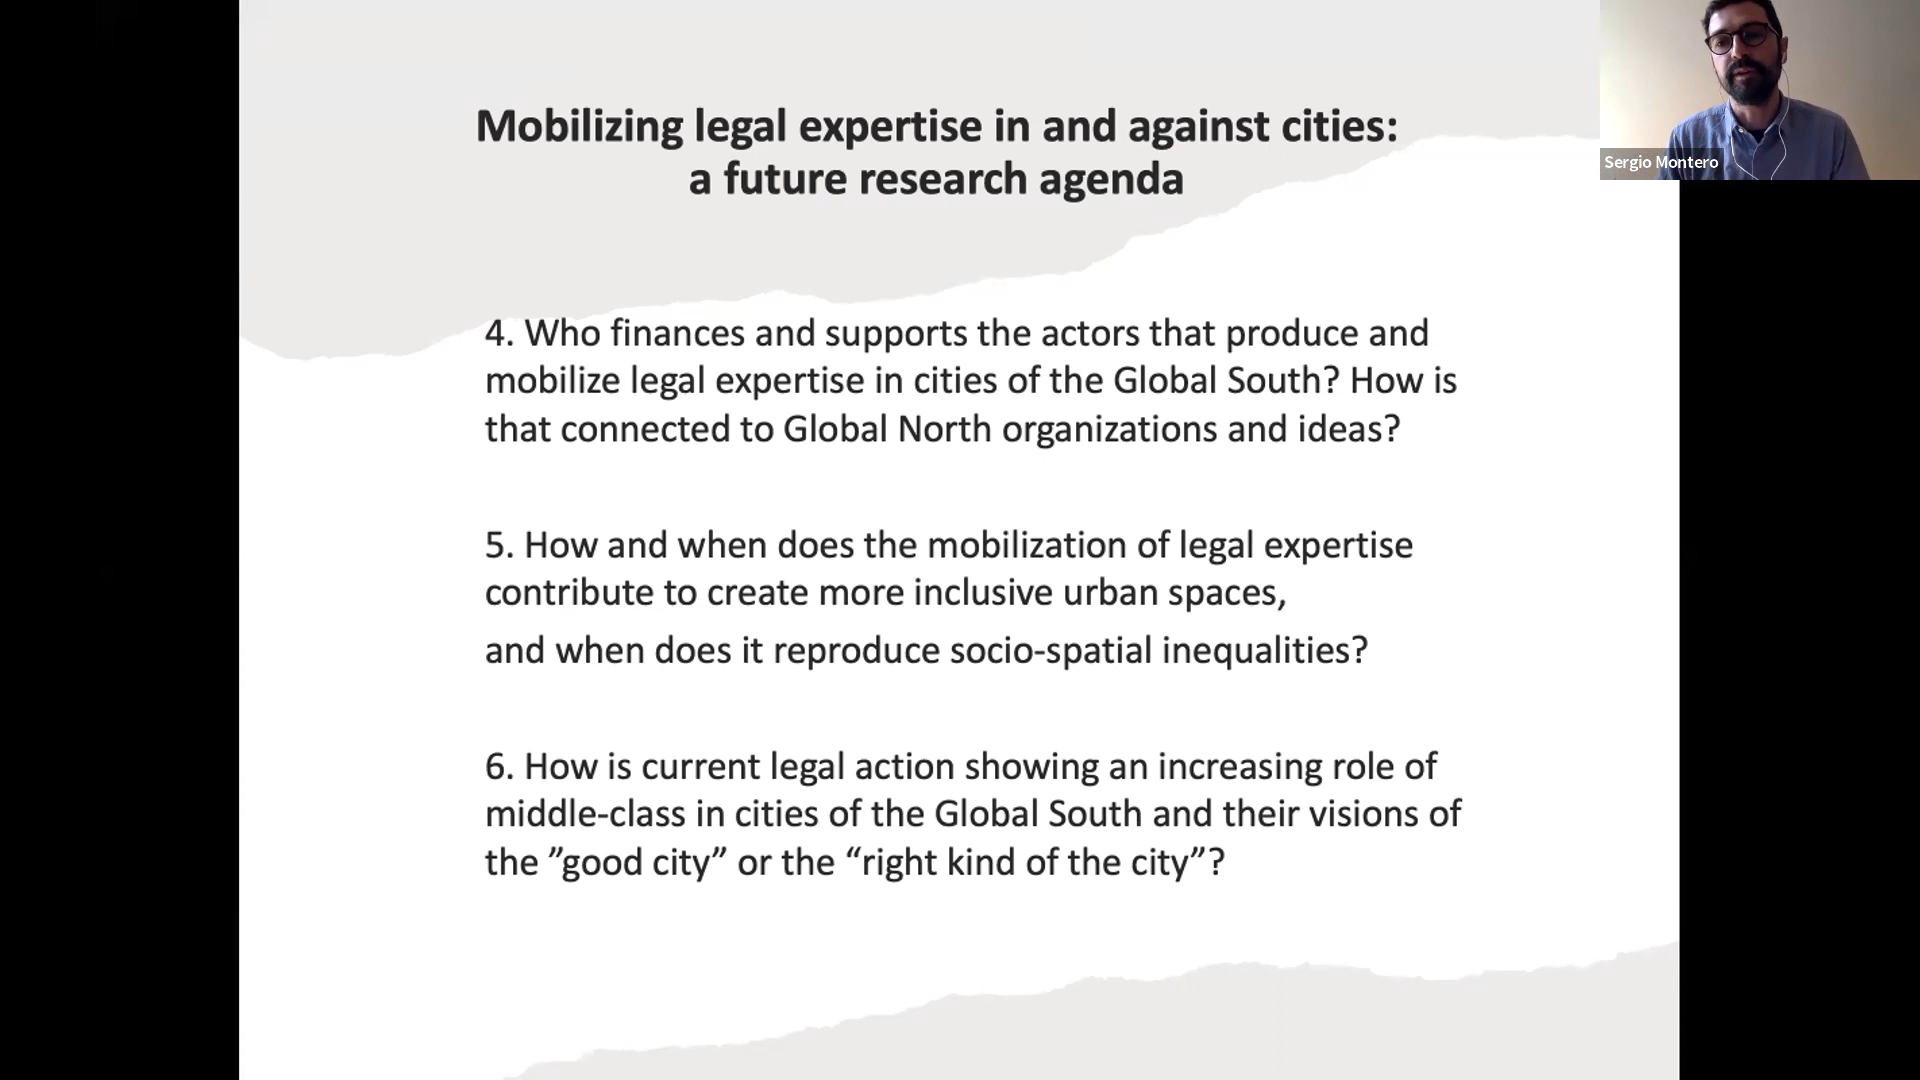 Mobilizing legal expertise in and against cities:
a future research agenda
Sergio Montero
4. Who finances and supports the actors that produce and
mobilize legal expertise in cities of the Global South? How is
that connected to Global North organizations and ideas?
5. How and when does the mobilization of legal expertise
contribute to create more inclusive urban spaces,
and when does it reproduce socio-spatial inequalities?
6. How is current legal action showing an increasing role of
middle-class in cities of the Global South and their visions of
the ”good city” or the “right kind of the city”?